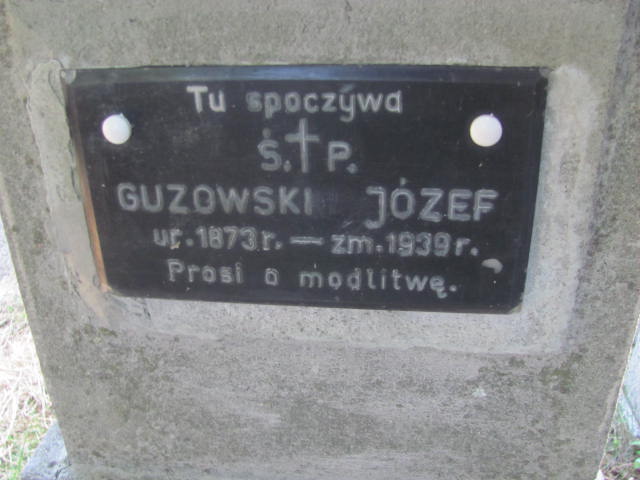 Tu spoczywa
Ś.†P.
GUZOWSKI JÓZEF
ur. 1873 r. — zm. 1939 r.
Prosi o modlitwę.